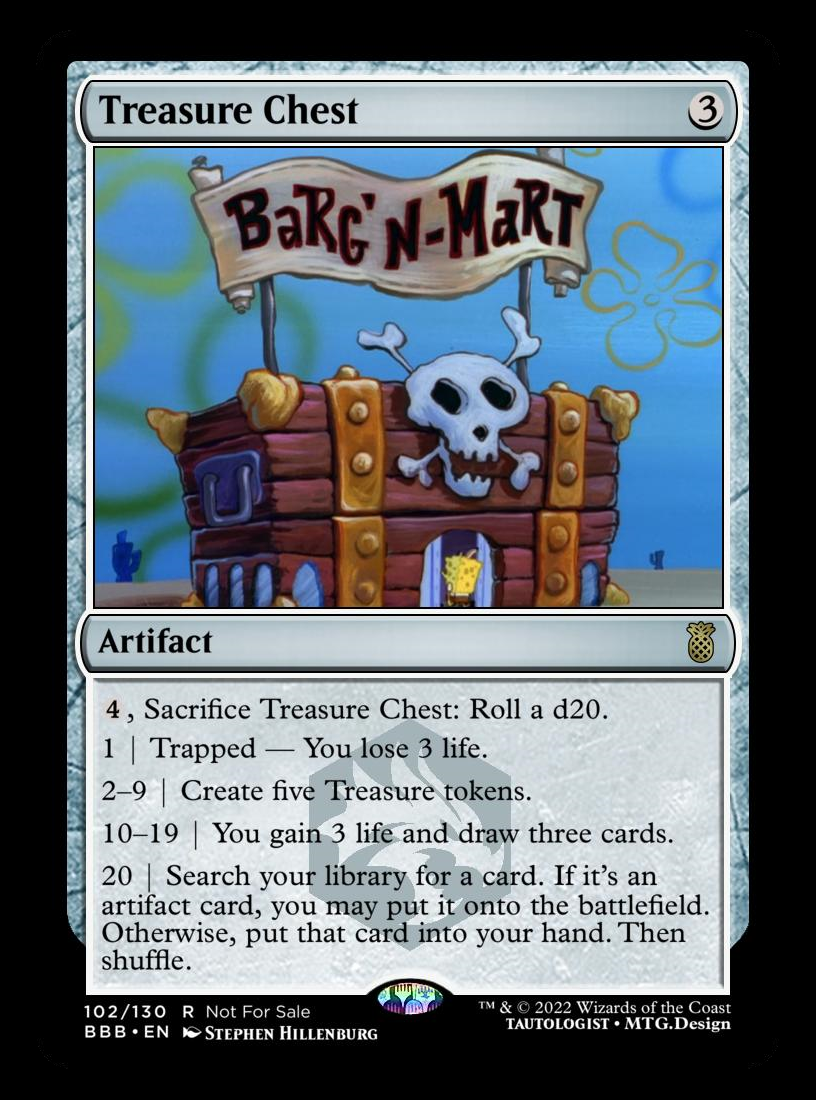 Treasure Chest 3
BaRG'N-MaRT
Artifact
4, Sacrifice Treasure Chest: Roll a d20.
1 | Trapped — You lose 3 life.
2–9 | Create five Treasure tokens.
10–19 | You gain 3 life and draw three cards.
20 | Search your library for a card. If it's an
artifact card, you may put it onto the battlefield.
Otherwise, put that card into your hand. Then
shuffle.
102/130 R Not For Sale
BBB • EN STEPHEN HILLENBURG
™ & © 2022 Wizards of the Coast
TAUTOLOGIST • MTG.Design